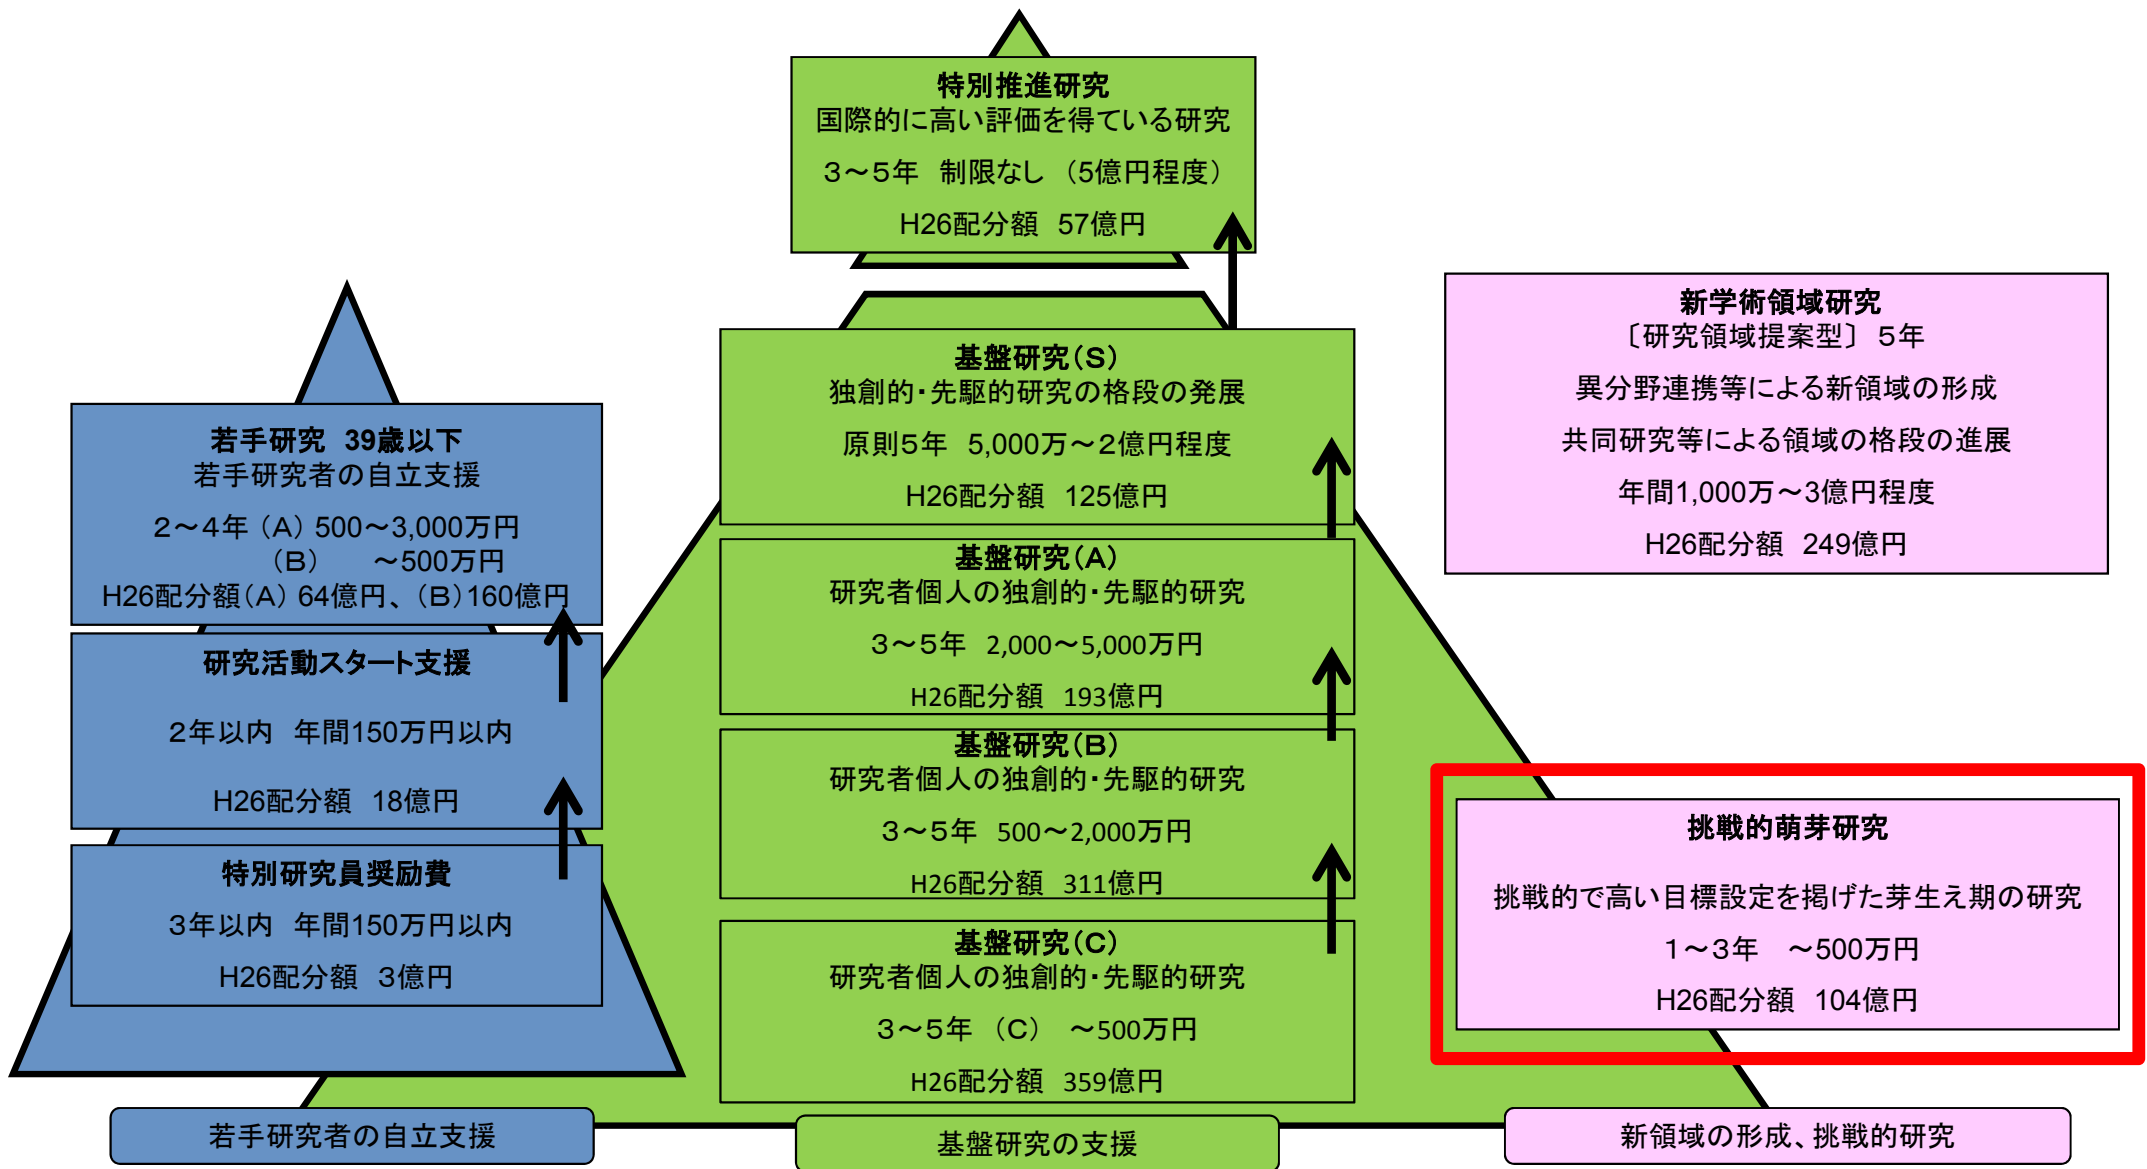 特別推進研究
国際的に高い評価を得ている研究
３～５年　制限なし　（5億円程度）
H26配分額　57億円
基盤研究（Ｓ）
独創的・先駆的研究の格段の発展
原則５年　5,000万～２億円程度
H26配分額　125億円
基盤研究（Ａ）
研究者個人の独創的・先駆的研究
３～５年　2,000～5,000万円
H26配分額　193億円
基盤研究（Ｂ）
研究者個人の独創的・先駆的研究
３～５年　500～2,000万円
H26配分額　311億円
基盤研究（Ｃ）
研究者個人の独創的・先駆的研究
３～５年　（Ｃ）　～500万円
H26配分額　359億円
基盤研究の支援
若手研究　39歳以下
若手研究者の自立支援
２～４年（Ａ） 500～3,000万円
（Ｂ）　　～500万円
H26配分額（Ａ） 64億円、（Ｂ）160億円
研究活動スタート支援
２年以内　年間150万円以内
H26配分額　18億円
特別研究員奨励費
３年以内　年間150万円以内
H26配分額　3億円
若手研究者の自立支援
新学術領域研究
〔研究領域提案型〕 ５年
異分野連携等による新領域の形成
共同研究等による領域の格段の進展
年間1,000万～3億円程度
H26配分額　249億円
挑戦的萌芽研究
挑戦的で高い目標設定を掲げた芽生え期の研究
１～３年　～500万円
H26配分額　104億円
新領域の形成、挑戦的研究